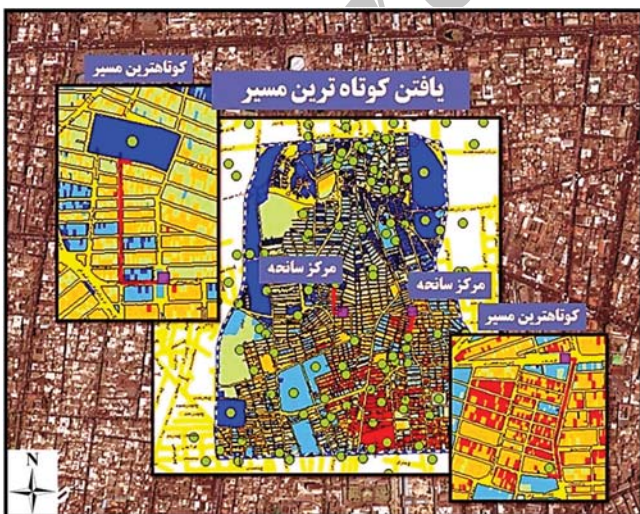 کوتاهترین مسیر
یافتن کوتاه ترین مسیر
مرکز سانحه
مرکز سانحه
کوتاهترین مسیر
N